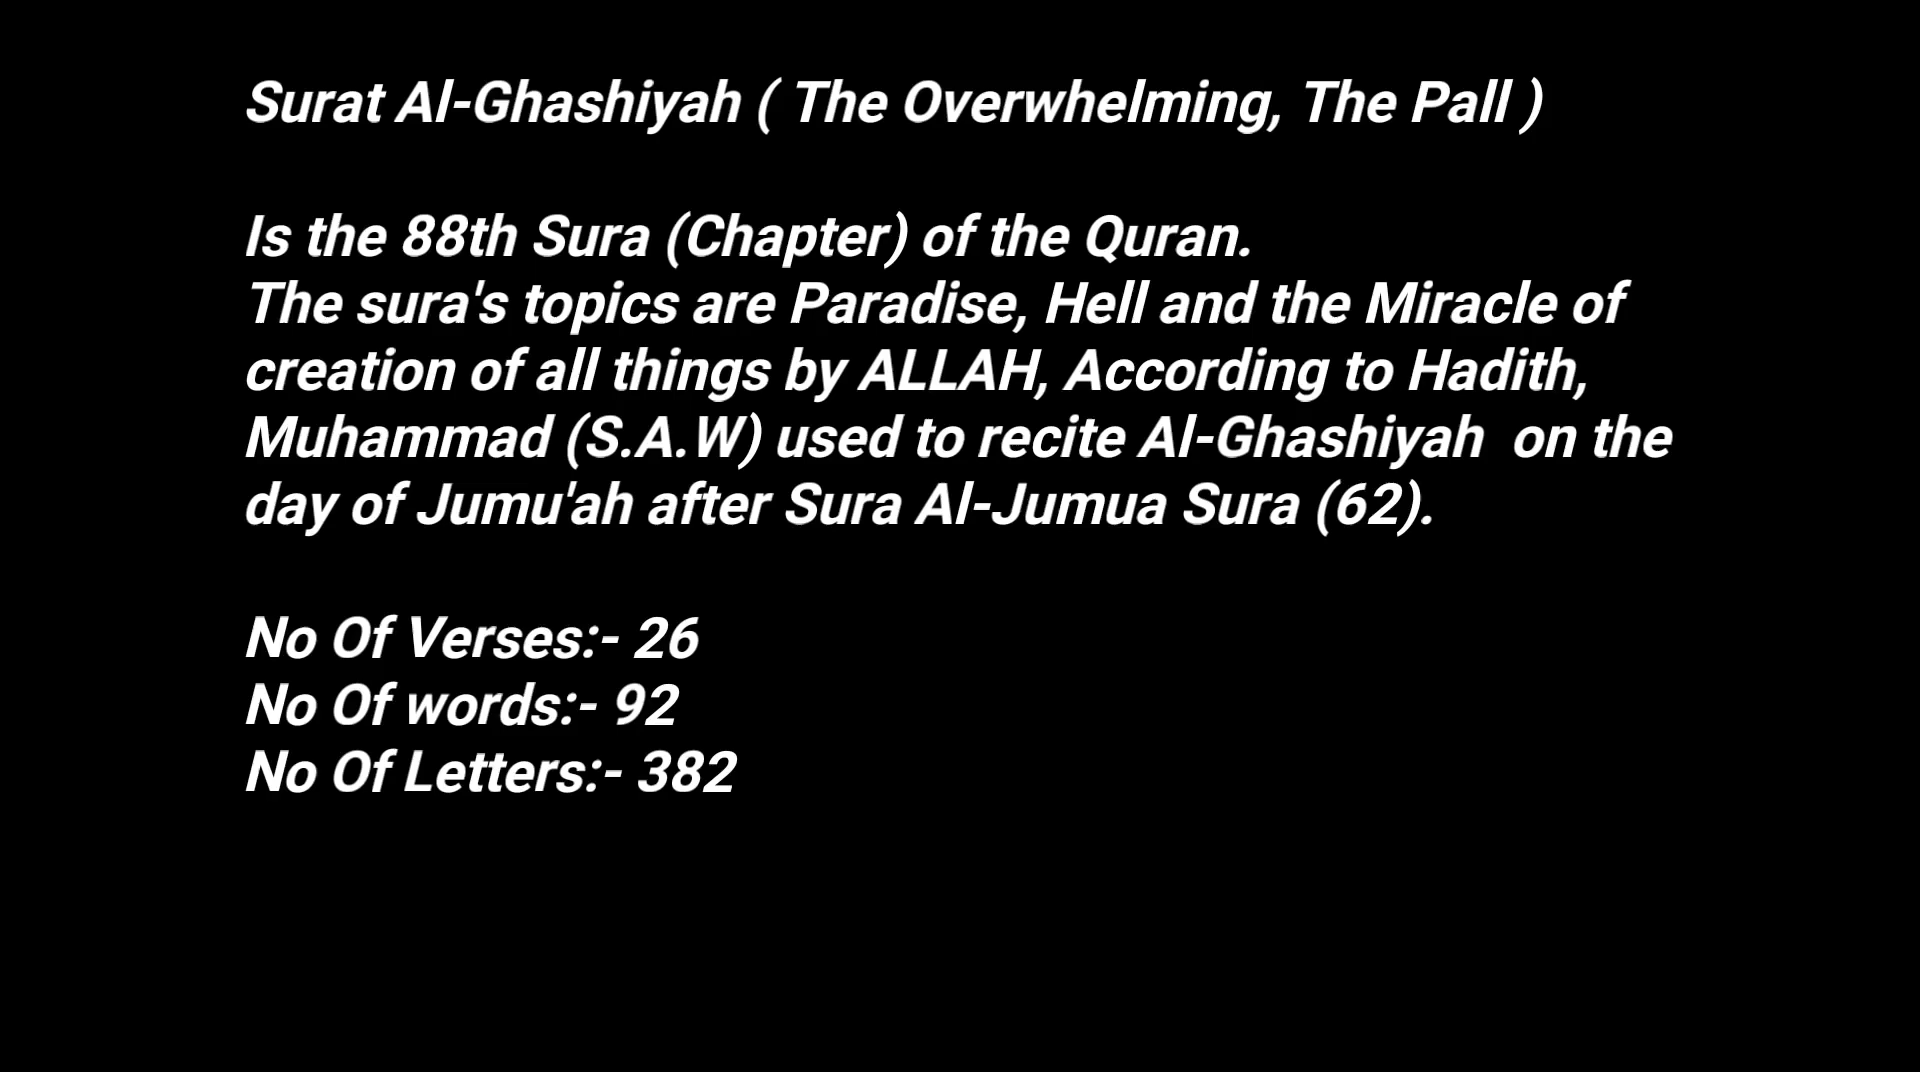 Surat Al-Ghashiyah ( The Overwhelming, The Pall )
Is the 88th Sura (Chapter) of the Quran.
The sura's topics are Paradise, Hell and the Miracle of
creation of all things by ALLAH, According to Hadith,
Muhammad (S.A.W) used to recite Al-Ghashiyah  on the
day of Jumu'ah after Sura Al-Jumua Sura (62).
No Of Verses:- 26
No Of words:- 92
No Of Letters:- 382